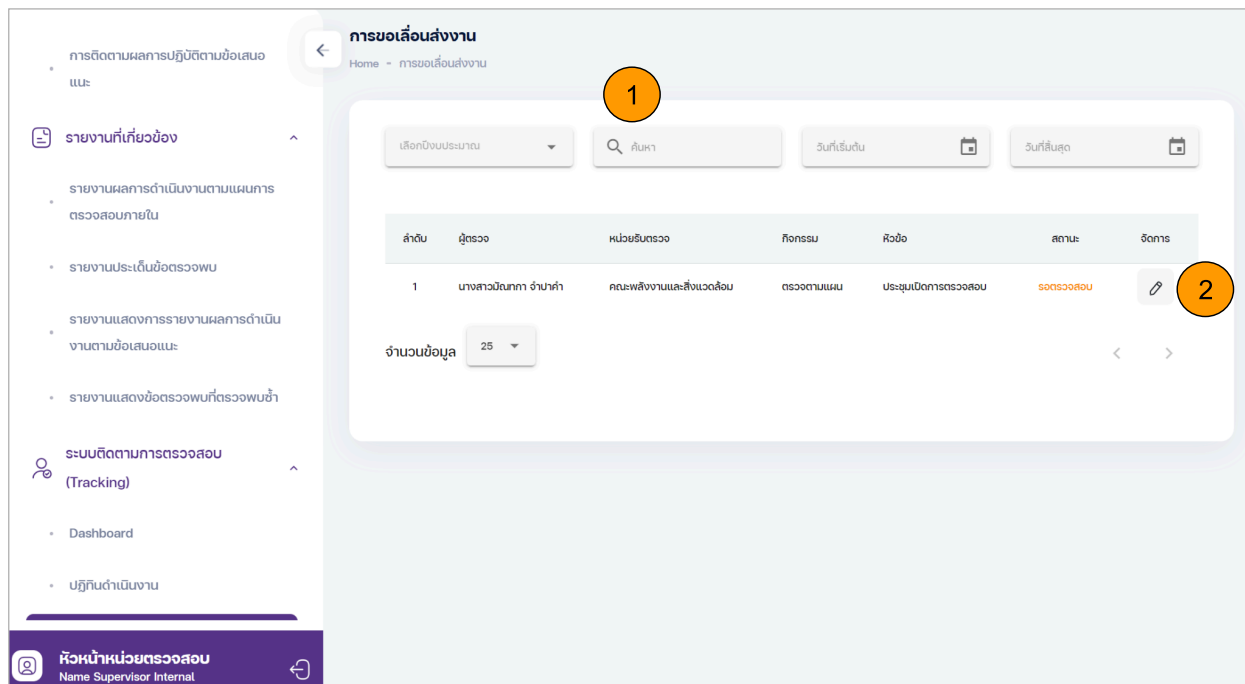 การติดตามผลการปฏิบัติตามข้อเสนอ
แนะ
รายงานที่เกี่ยวข้อง
รายงานผลการดำเนินงานตามแผนการ
ตรวจสอบภายใน
รายงานประเด็นข้อตรวจพบ
รายงานแสดงการรายงานผลการดำเนิน
งานตามข้อเสนอแนะ
รายงานแสดงข้อตรวจพบที่ตรวจพบซ้ำ
ระบบติดตามการตรวจสอบ
(Tracking)
Dashboard
ปฏิทินดำเนินงาน
หัวหน้าหน่วยตรวจสอบ
Name Supervisor Internal
การขอเลื่อนส่งงาน
Home - การขอเลื่อนส่งงาน
1
เลือกปีงบประมาณ ค้นหา วันที่เริ่มต้น วันที่สิ้นสุด
ลำดับ ผู้ตรวจ หน่วยรับตรวจ กิจกรรม หัวข้อ สถานะ จัดการ
1 นางสาวมัณฑกา จำปาคำ คณะพลังงานและสิ่งแวดล้อม ตรวจตามแผน ประชุมเปิดการตรวจสอบ รอตรวจสอบ 2
จำนวนข้อมูล 25